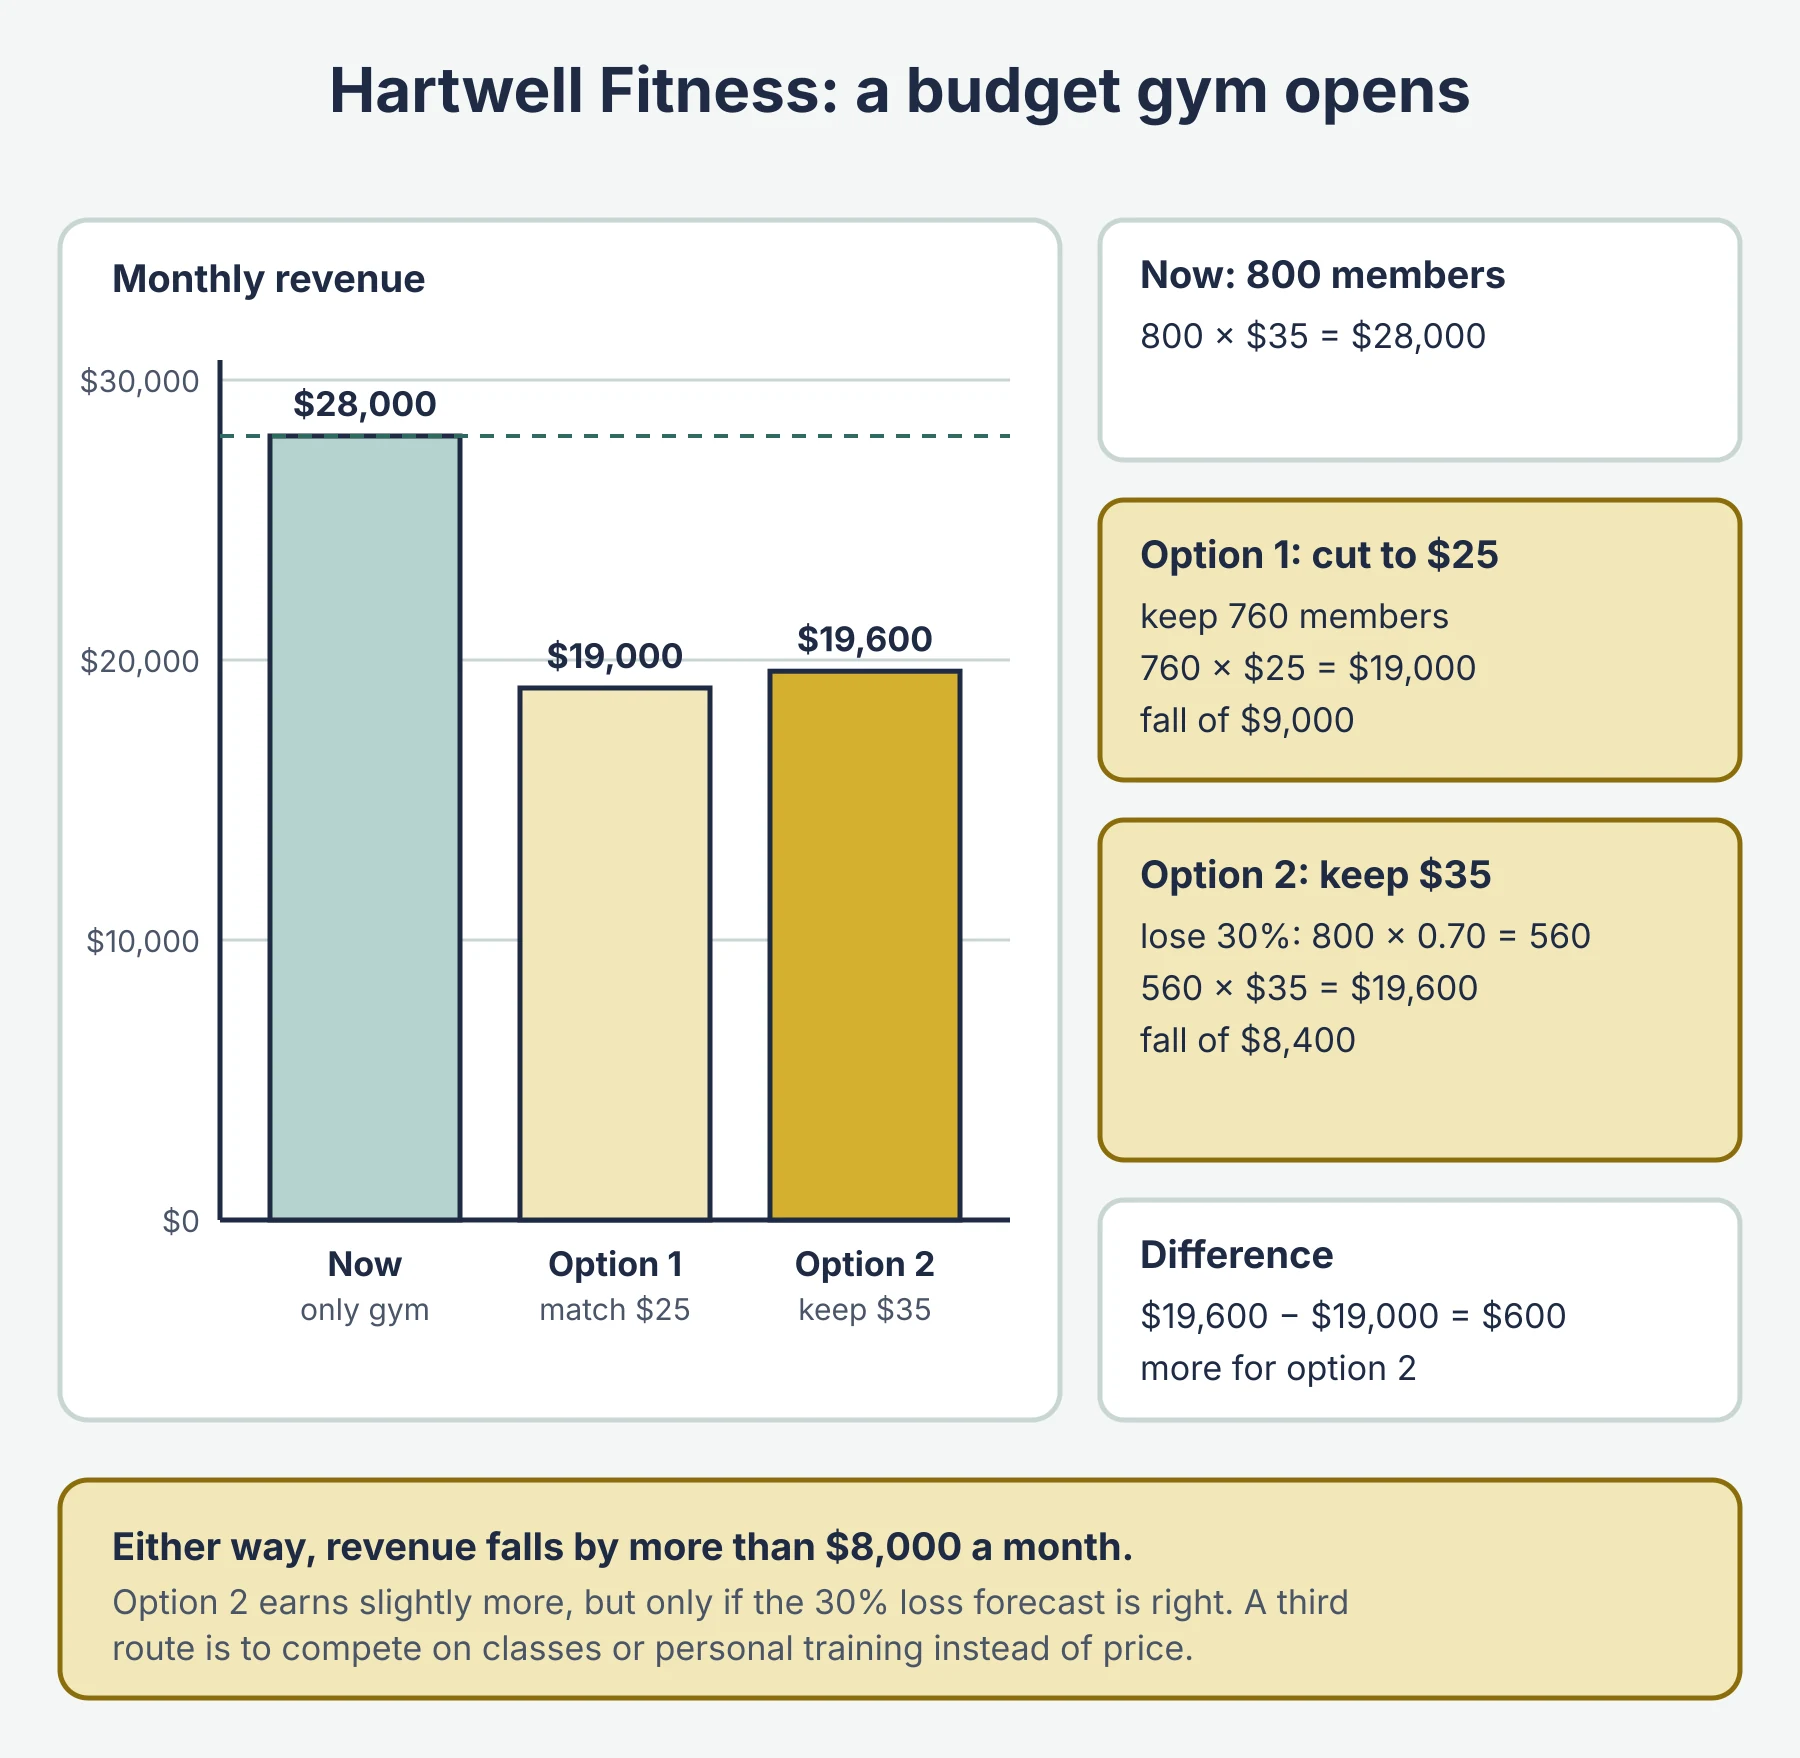 Hartwell Fitness: a budget gym opens
Monthly revenue
$30,000
$28,000
$20,000
$19,000
$19,600
$10,000
$0
Now
only gym
Option 1
match $25
Option 2
keep $35
Now: 800 members
800 × $35 = $28,000
Option 1: cut to $25
keep 760 members
760 × $25 = $19,000
fall of $9,000
Option 2: keep $35
lose 30%: 800 × 0.70 = 560
560 × $35 = $19,600
fall of $8,400
Difference
$19,600 − $19,000 = $600
more for option 2
Either way, revenue falls by more than $8,000 a month.
Option 2 earns slightly more, but only if the 30% loss forecast is right. A third
route is to compete on classes or personal training instead of price.